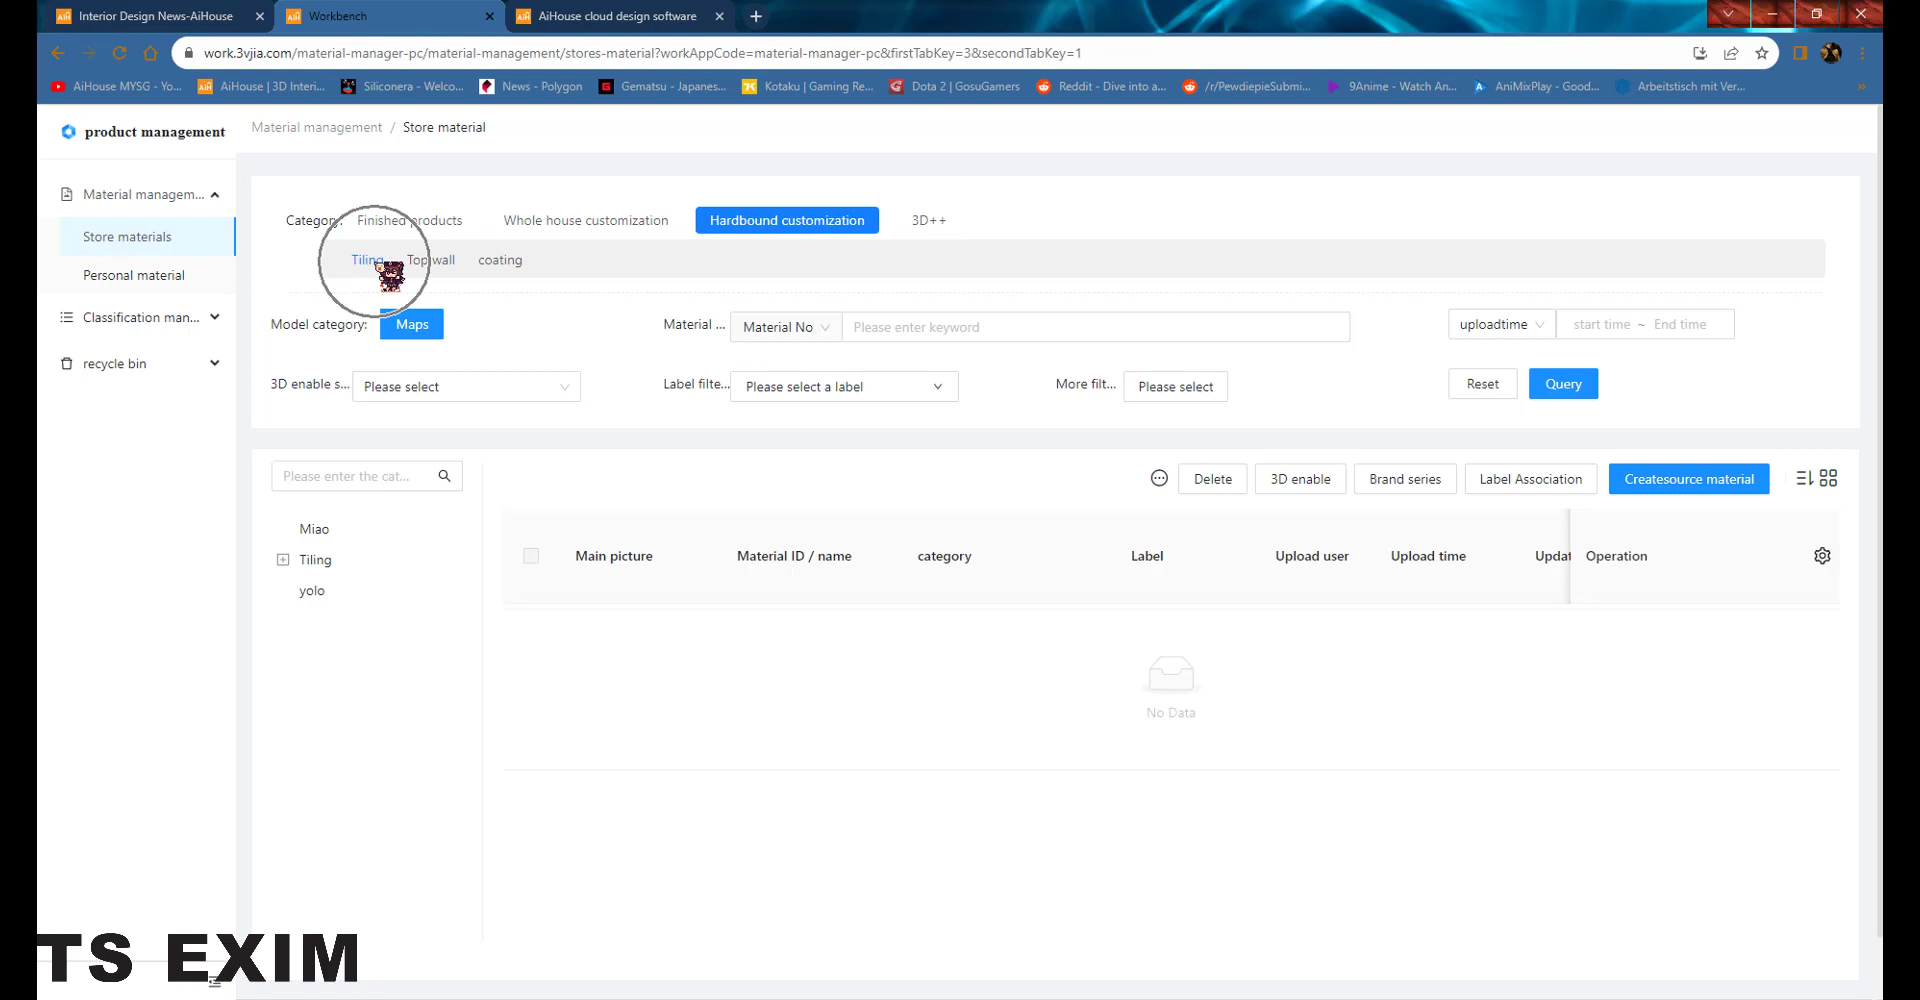 Interior Design News-AiHouse
Workbench
AiHouse cloud design software
work.3vjia.com/material-manager-pc/material-management/stores-material?workAppCode=material-manager-pc&firstTabKey=3&secondTabKey=1
AiHouse MYSG - Yo...
AiHouse | 3D Interi...
Siliconera - Welco...
News - Polygon
Gematsu - Japanes...
Kotaku | Gaming Re...
Dota 2 | GosuGamers
Reddit - Dive into a...
/r/PewdiepieSubmi...
9Anime - Watch An...
AniMixPlay - Good...
Arbeitstisch mit Ver...
product management
Material management / Store material
Material managem...
Store materials
Personal material
Classification man...
recycle bin
Category: Finished products Whole house customization Hardbound customization 3D++
Tiling Top wall coating
Model category: Maps
Material ... Material No Please enter keyword
uploadtime start time ~ End time
3D enable s... Please select
Label filte... Please select a label
More filt... Please select
Reset Query
Please enter the cat...
Delete 3D enable Brand series Label Association Createsource material
Miao
Tiling
yolo
Main picture Material ID / name category Label Upload user Upload time Updat Operation
No Data
TS EXIM